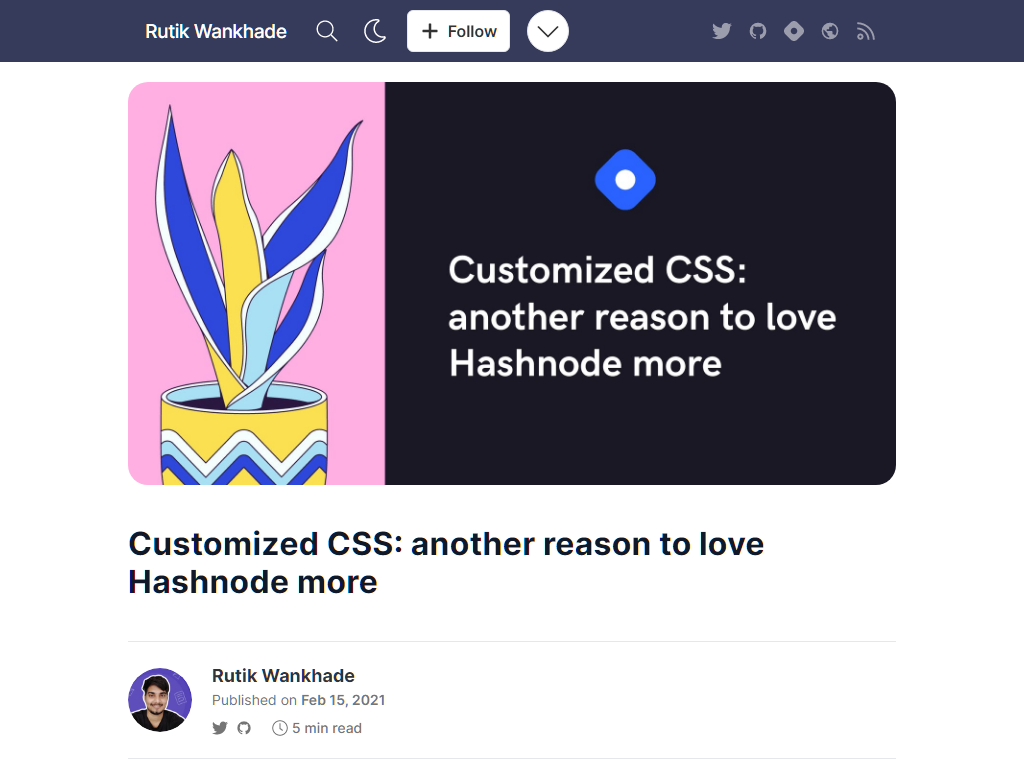 Rutik Wankhade
Follow
Customized CSS:
another reason to love
Hashnode more
Customized CSS: another reason to love
Hashnode more
Rutik Wankhade
Published on Feb 15, 2021
5 min read